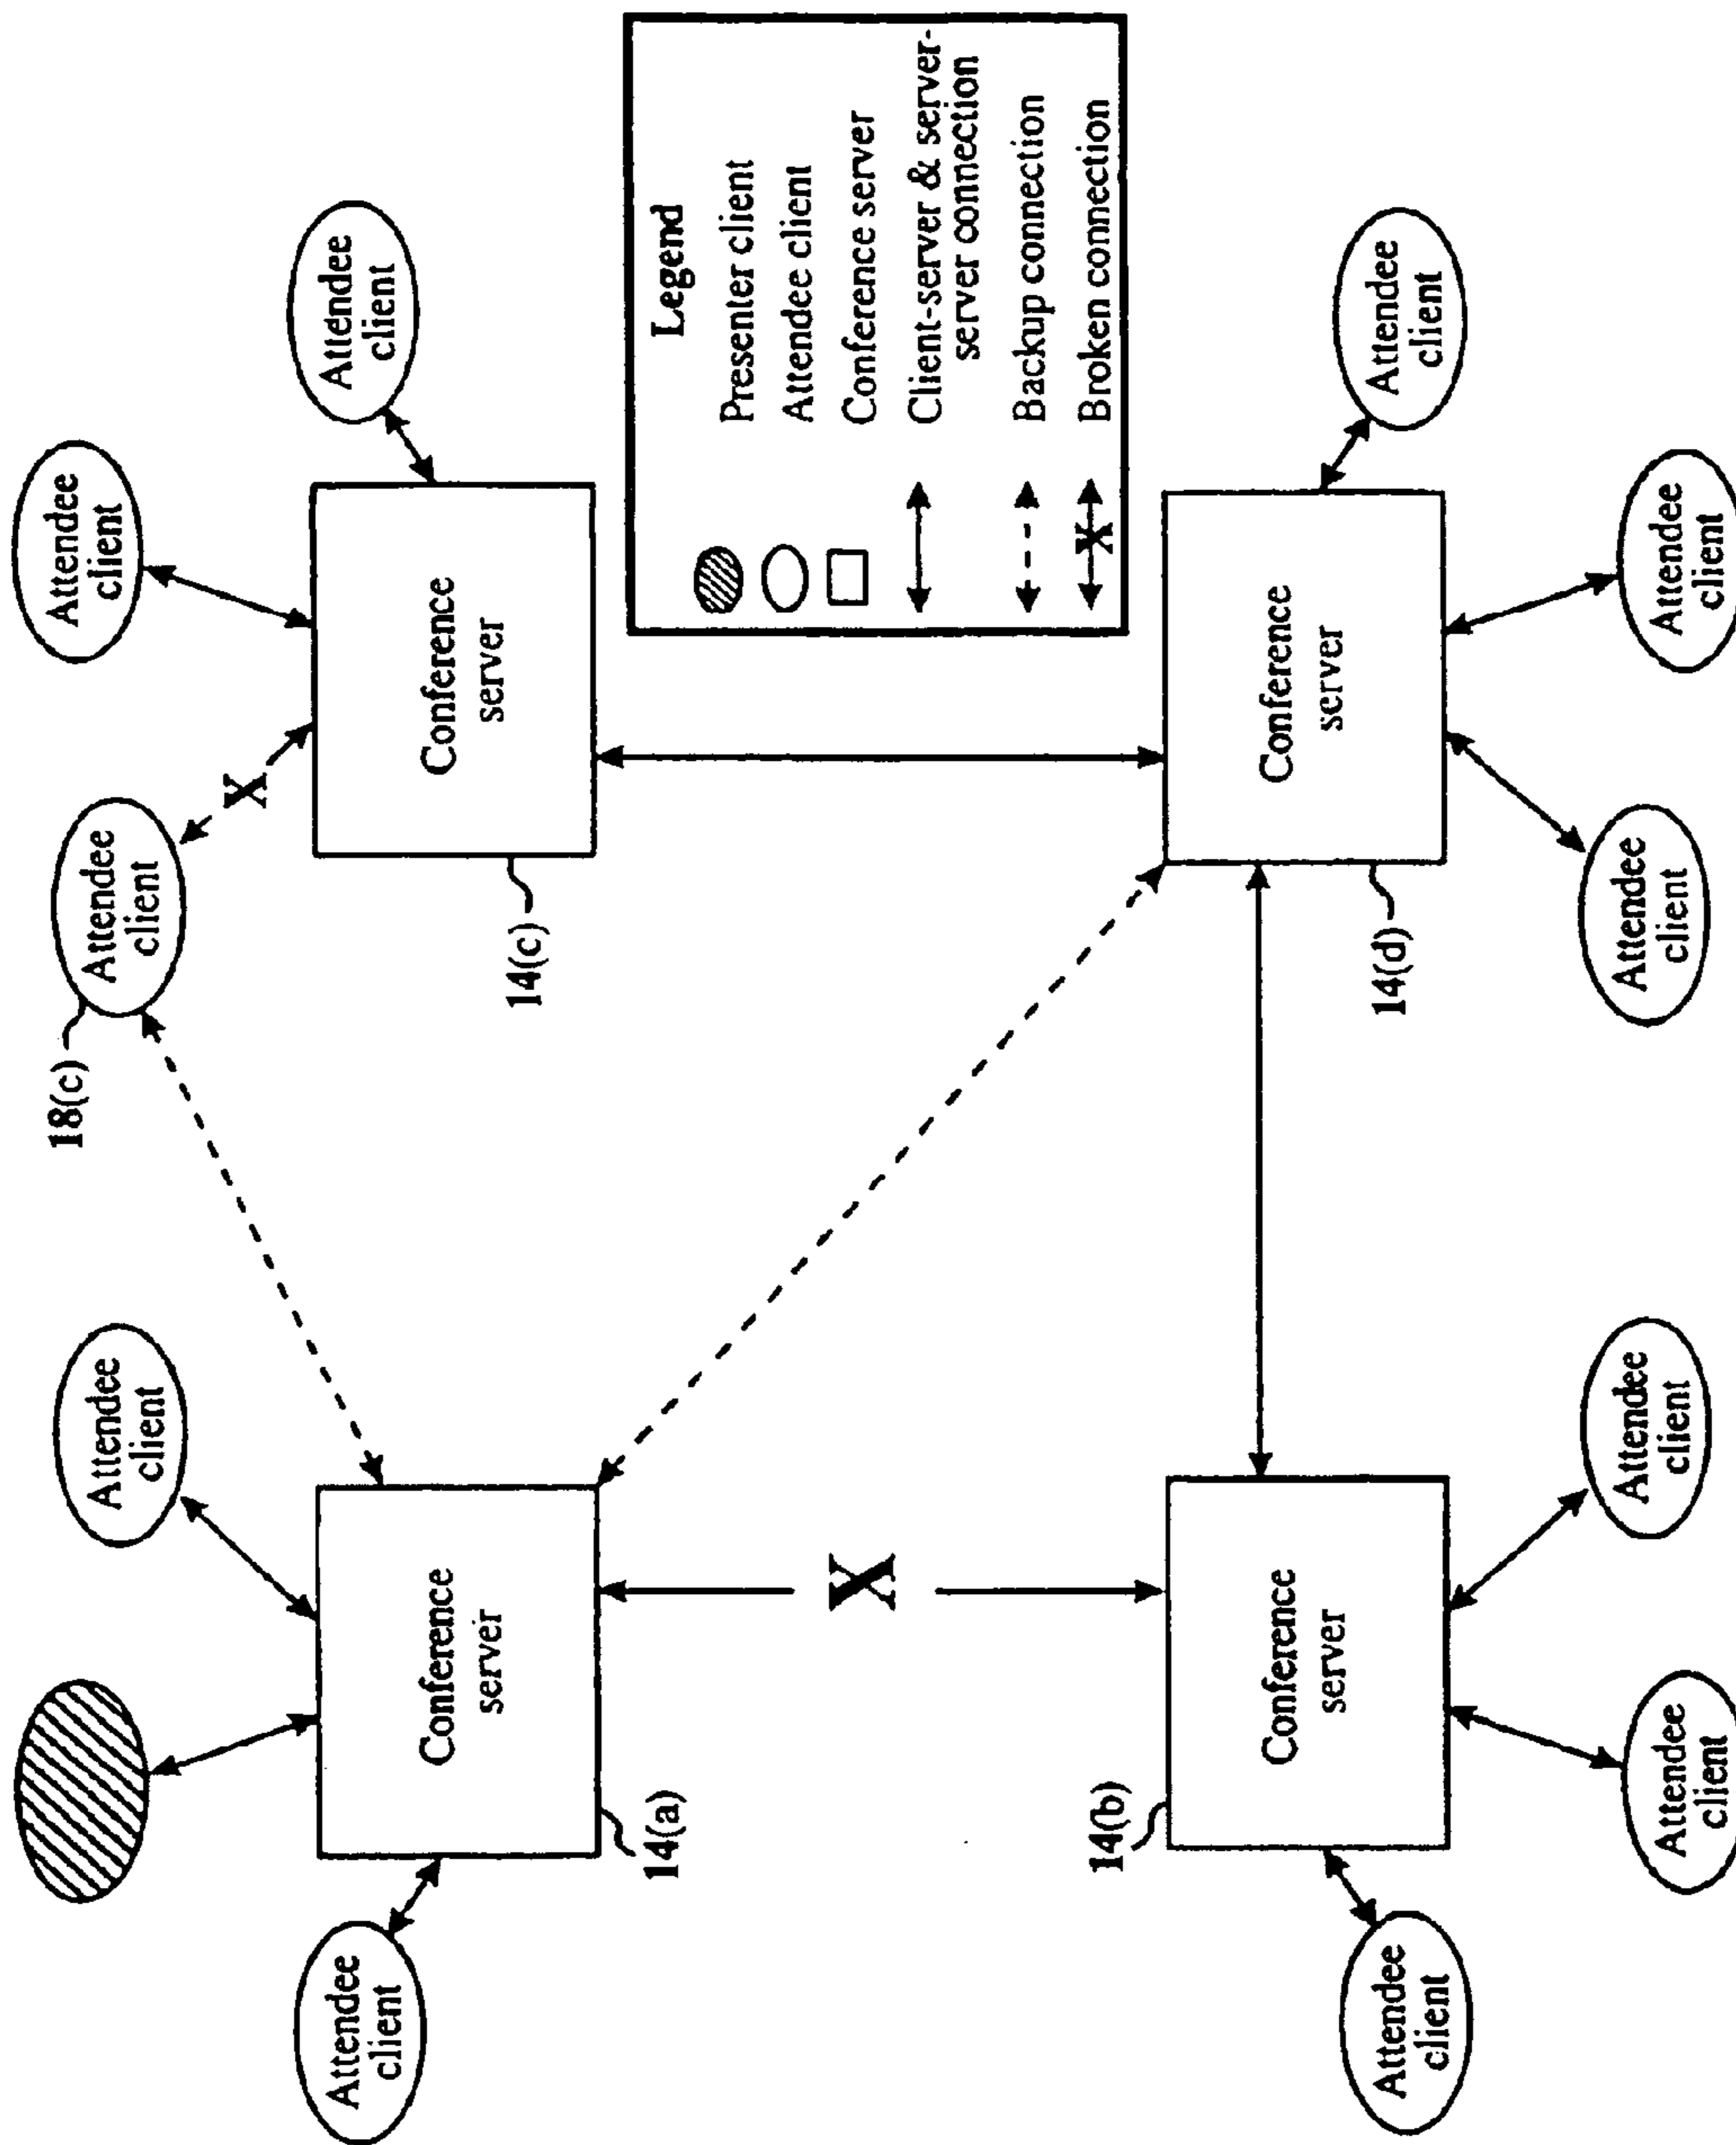 18(c)
Attendee
client
Attendee
client
Attendee
client
Attendee
client
Attendee
client
X
Conference
server
Conference
server
14(a)
14(c)
X
Legend
Presenter client
Attendee client
Conference server
Client-server & server-
server connection
Backup connection
X
Broken connection
14(b)
Conference
server
Conference
server
14(d)
Attendee
client
Attendee
client
Attendee
client
Attendee
client
Attendee
client
Attendee
client